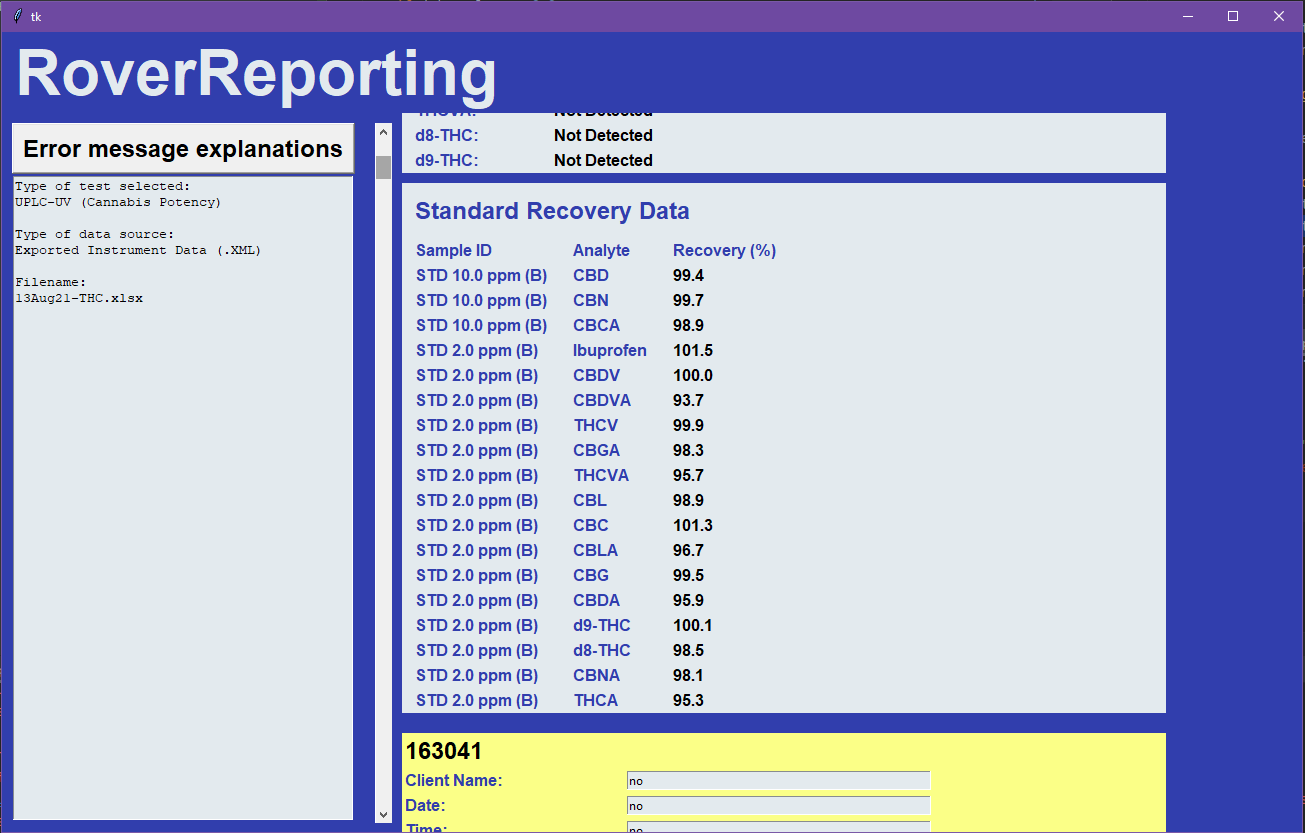 tk
RoverReporting
Error message explanations
Type of test selected:
UPLC-UV (Cannabis Potency)
Type of data source:
Exported Instrument Data (.XML)
Filename:
13Aug21-THC.xlsx
THCVA: Not Detected
d8-THC: Not Detected
d9-THC: Not Detected
Standard Recovery Data
Sample ID Analyte Recovery (%)
STD 10.0 ppm (B) CBD 99.4
STD 10.0 ppm (B) CBN 99.7
STD 10.0 ppm (B) CBCA 98.9
STD 2.0 ppm (B) Ibuprofen 101.5
STD 2.0 ppm (B) CBDV 100.0
STD 2.0 ppm (B) CBDVA 93.7
STD 2.0 ppm (B) THCV 99.9
STD 2.0 ppm (B) CBGA 98.3
STD 2.0 ppm (B) THCVA 95.7
STD 2.0 ppm (B) CBL 98.9
STD 2.0 ppm (B) CBC 101.3
STD 2.0 ppm (B) CBLA 96.7
STD 2.0 ppm (B) CBG 99.5
STD 2.0 ppm (B) CBDA 95.9
STD 2.0 ppm (B) d9-THC 100.1
STD 2.0 ppm (B) d8-THC 98.5
STD 2.0 ppm (B) CBNA 98.1
STD 2.0 ppm (B) THCA 95.3
163041
Client Name: no
Date: no
Time: no